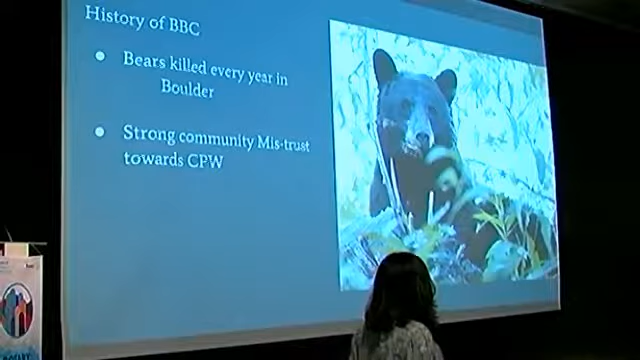 History of BBC
Bears killed every year in
Boulder
Strong community Mis-trust
towards CPW